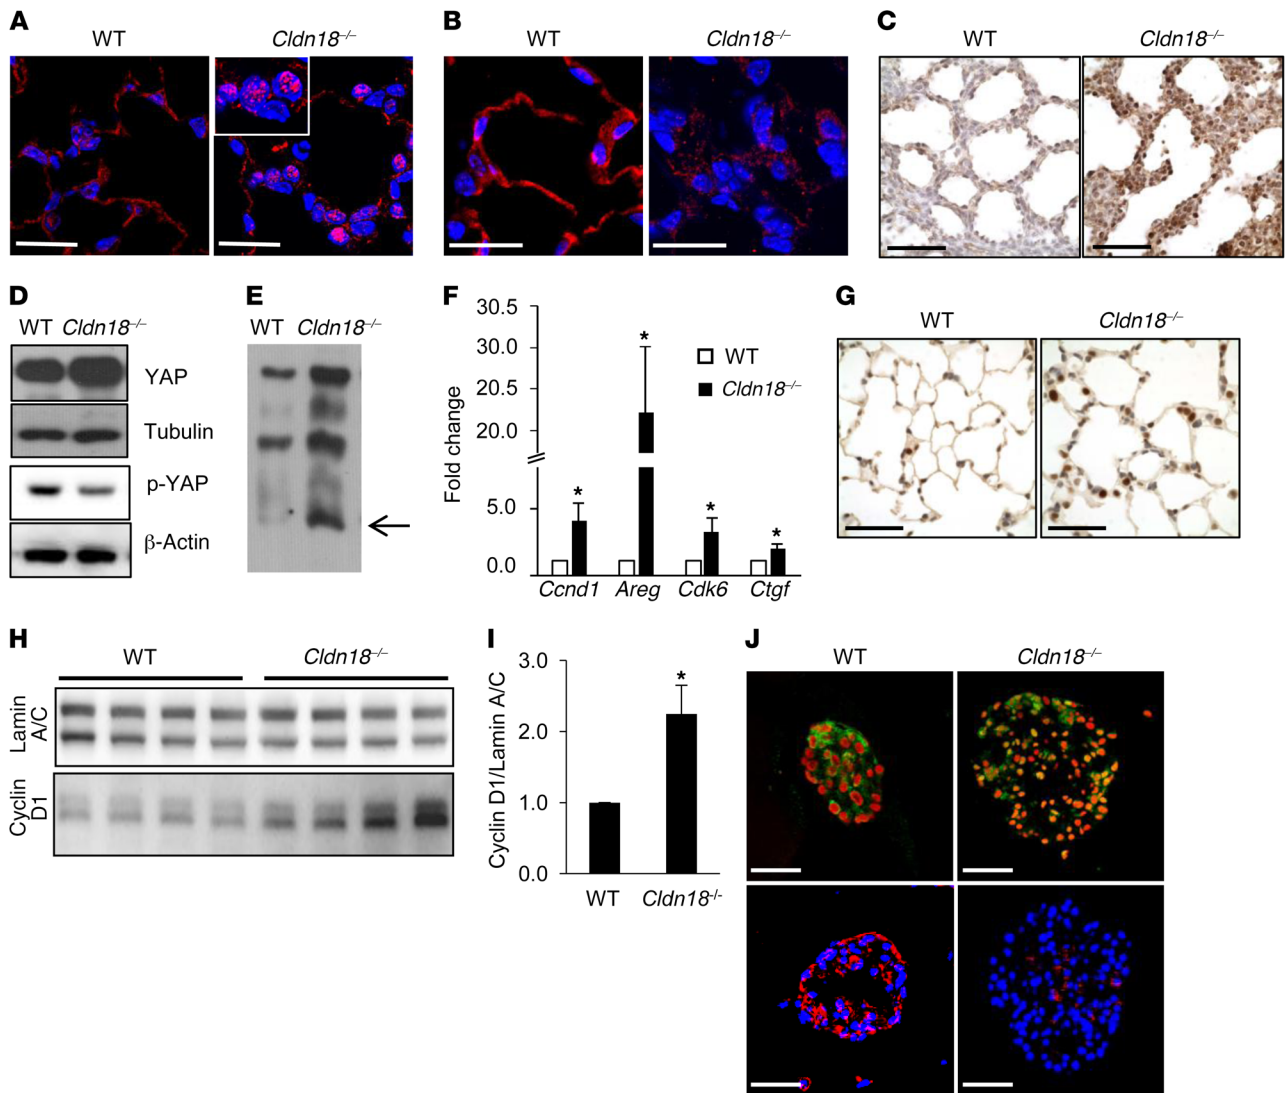 A
WT Cldn18–/–
B
WT Cldn18–/–
C
WT Cldn18–/–
D
WT Cldn18–/–
YAP
Tubulin
p-YAP
β-Actin
E
WT Cldn18–/–
F
Fold change
30.5
30.0
20.5
20.0
5.0
0.0
* * * *
WT
Cldn18–/–
Ccnd1 Areg Cdk6 Ctgf
G
WT Cldn18–/–
H
WT Cldn18–/–
Lamin
A/C
Cyclin
D1
I
Cyclin D1/Lamin A/C
3.0
2.0
1.0
0.0
*
WT Cldn18-/-
J
WT Cldn18–/–